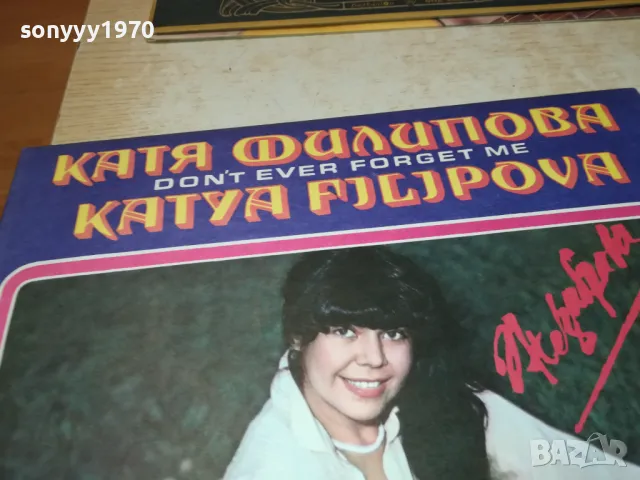 sonyyy1970
КАТЯ ФИЛИПОВА
DON'T EVER FORGET ME
KATYA FILIPOVA
BAZAR